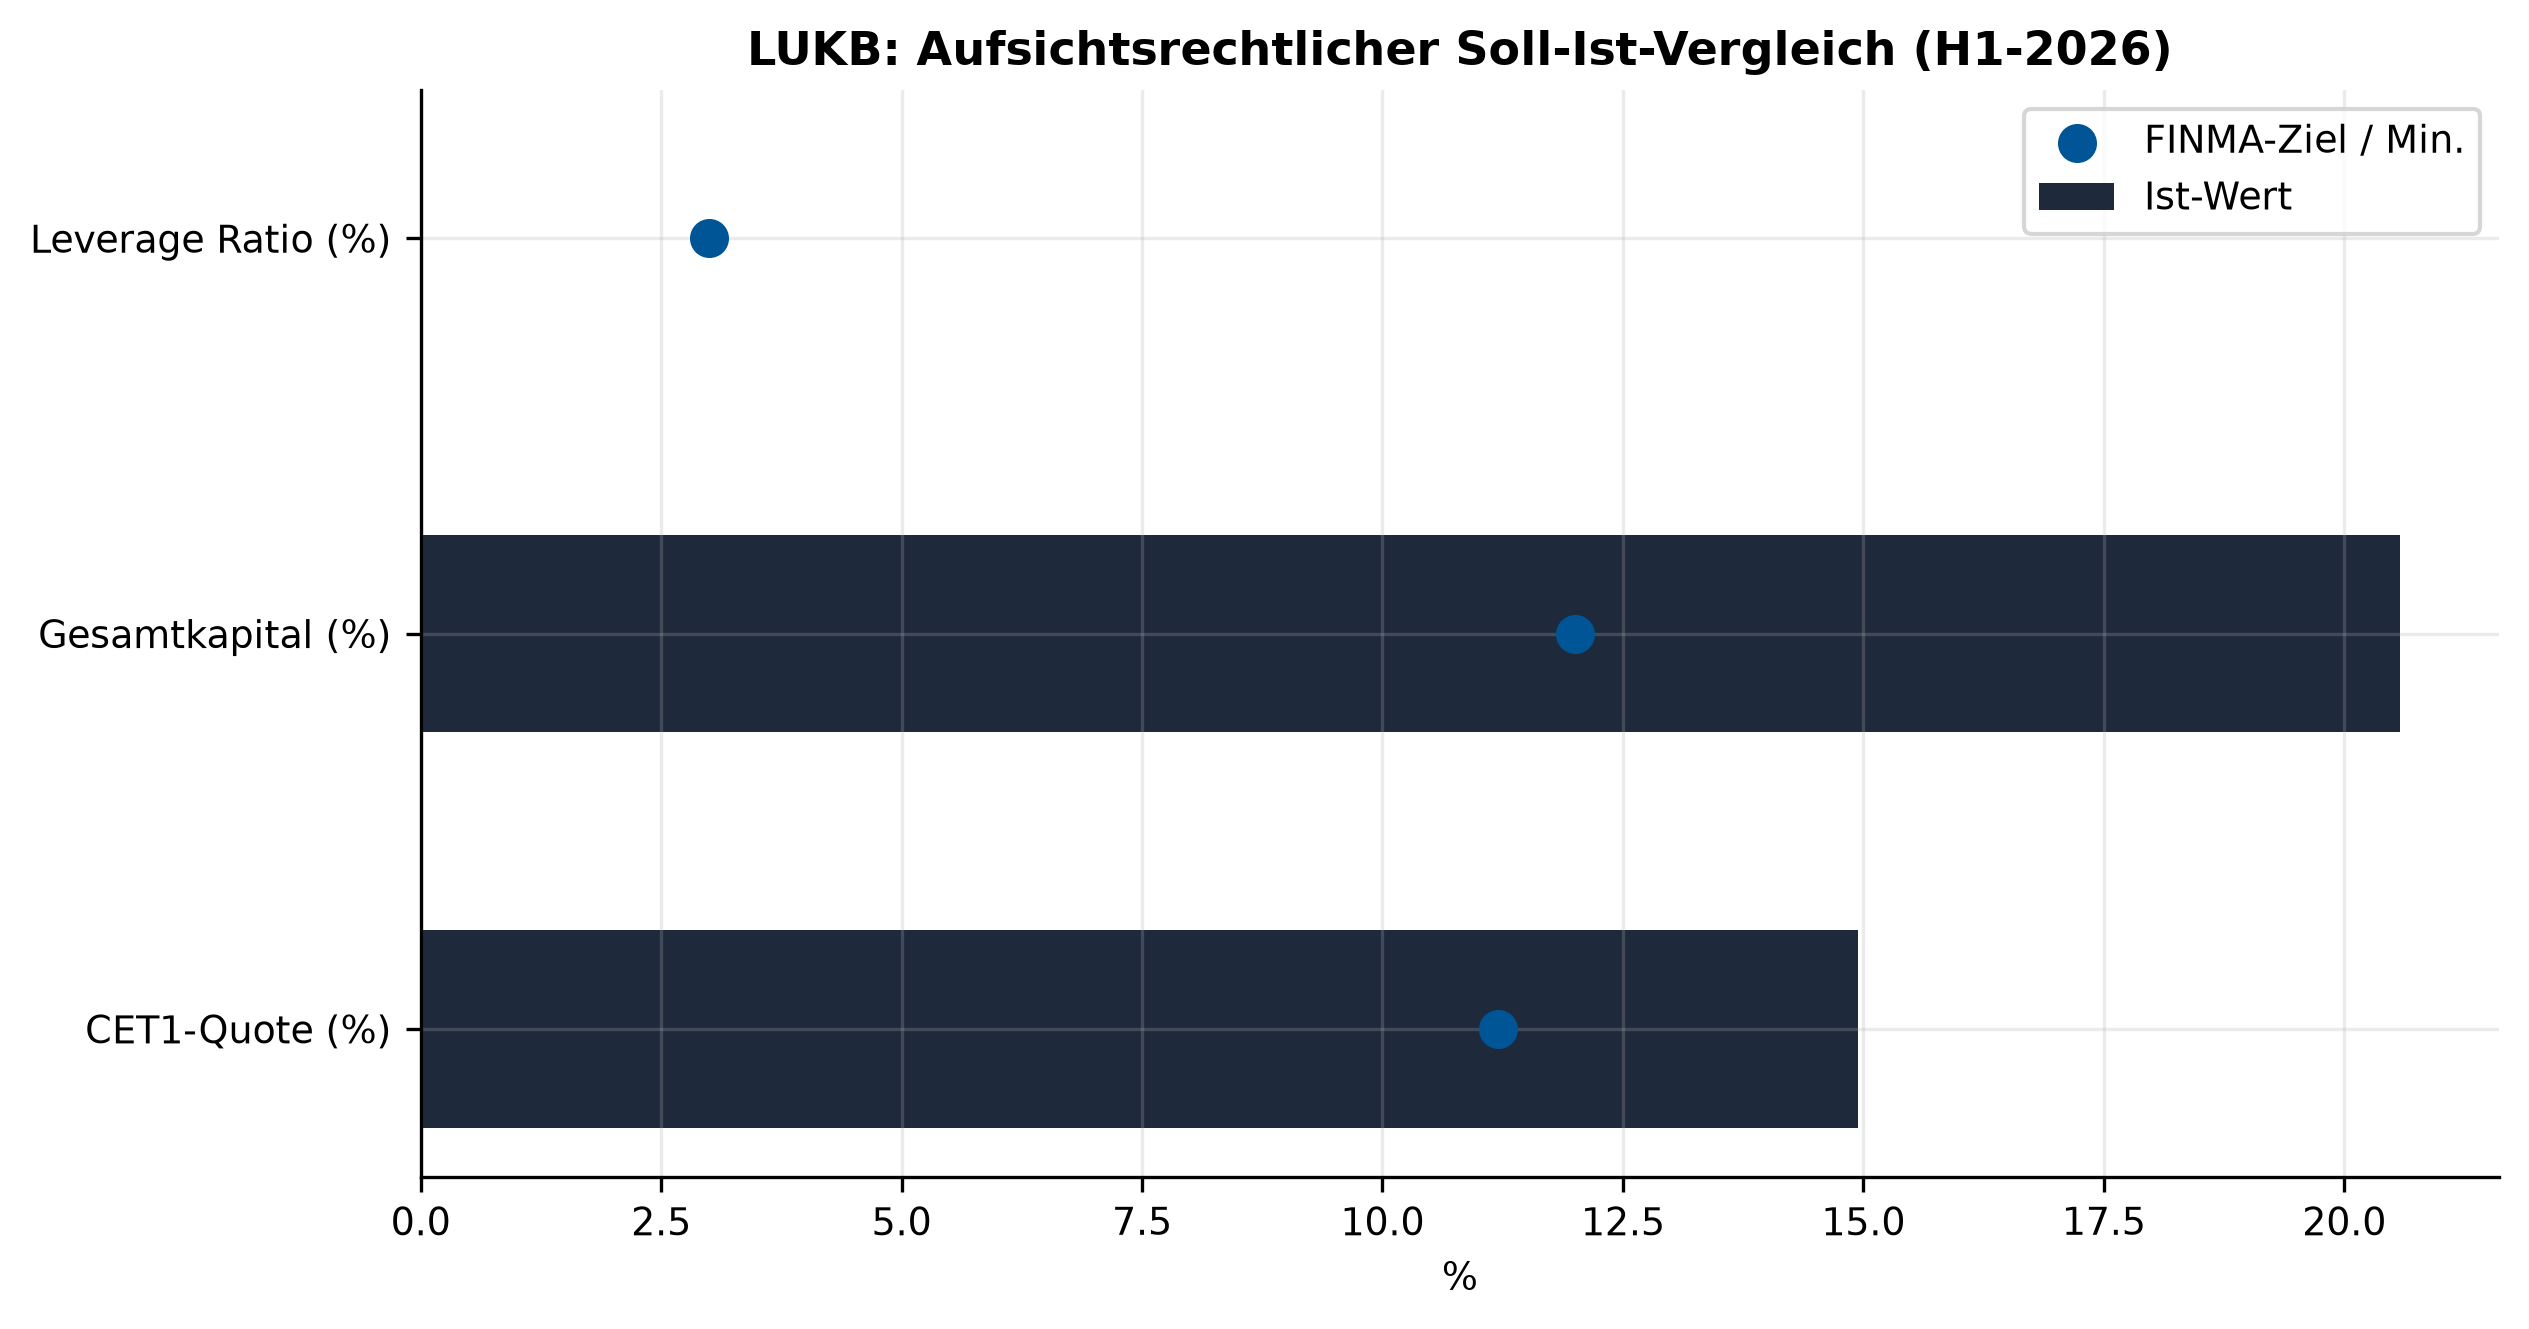 LUKB: Aufsichtsrechtlicher Soll-Ist-Vergleich (H1-2026)
FINMA-Ziel / Min.
Ist-Wert
Leverage Ratio (%)
Gesamtkapital (%)
CET1-Quote (%)
0.0 2.5 5.0 7.5 10.0 12.5 15.0 17.5 20.0
%